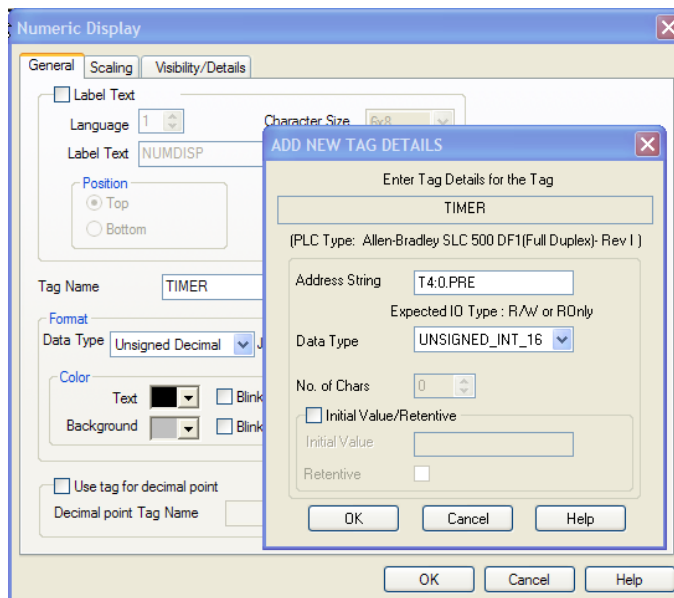 Numeric Display
General Scaling Visibility/Details
Label Text
Language 1 Character Size 6x8
Label Text NUMDISP
Position
Top
Bottom
Tag Name TIMER
Format
Data Type Unsigned Decimal J
Color
Text Blink
Background Blink
Use tag for decimal point
Decimal point Tag Name
OK Cancel Help
ADD NEW TAG DETAILS
Enter Tag Details for the Tag
TIMER
(PLC Type: Allen-Bradley SLC 500 DF1(Full Duplex)- Rev I )
Address String T4:0.PRE
Expected IO Type : R/W or ROnly
Data Type UNSIGNED_INT_16
No. of Chars 0
Initial Value/Retentive
Initial Value
Retentive
OK Cancel Help